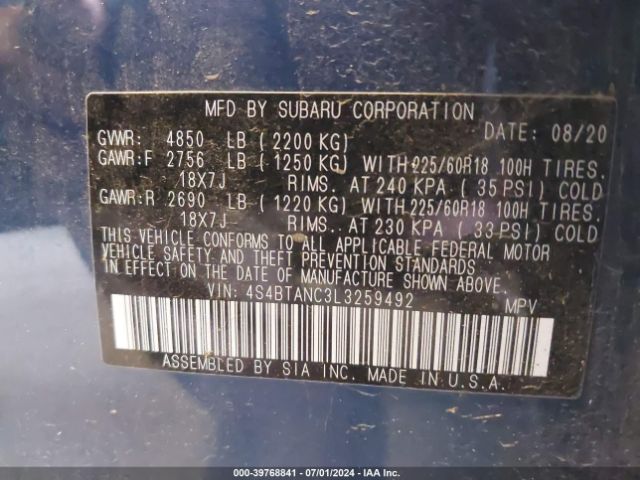 MFD BY SUBARU CORPORATION
GVWR: 4850 LB ( 2200 KG) DATE: 08/20
GAWR:F 2756 LB ( 1250 KG) WITH 225/60R18 100H TIRES.
18X7J RIMS. AT 240 KPA ( 35 PSI) COLD
GAWR:R 2690 LB ( 1220 KG) WITH 225/60R18 100H TIRES.
18X7J RIMS. AT 230 KPA ( 33 PSI) COLD
THIS VEHICLE CONFORMS TO ALL APPLICABLE FEDERAL MOTOR
VEHICLE SAFETY AND THEFT PREVENTION STANDARDS
IN EFFECT ON THE DATE OF MANUFACTURE SHOWN ABOVE.
VIN: 4S4BTANC3L3259492 MPV
ASSEMBLED BY SIA INC. MADE IN U.S.A.
000-39768841 / 07/01/2024 - IAA Inc.